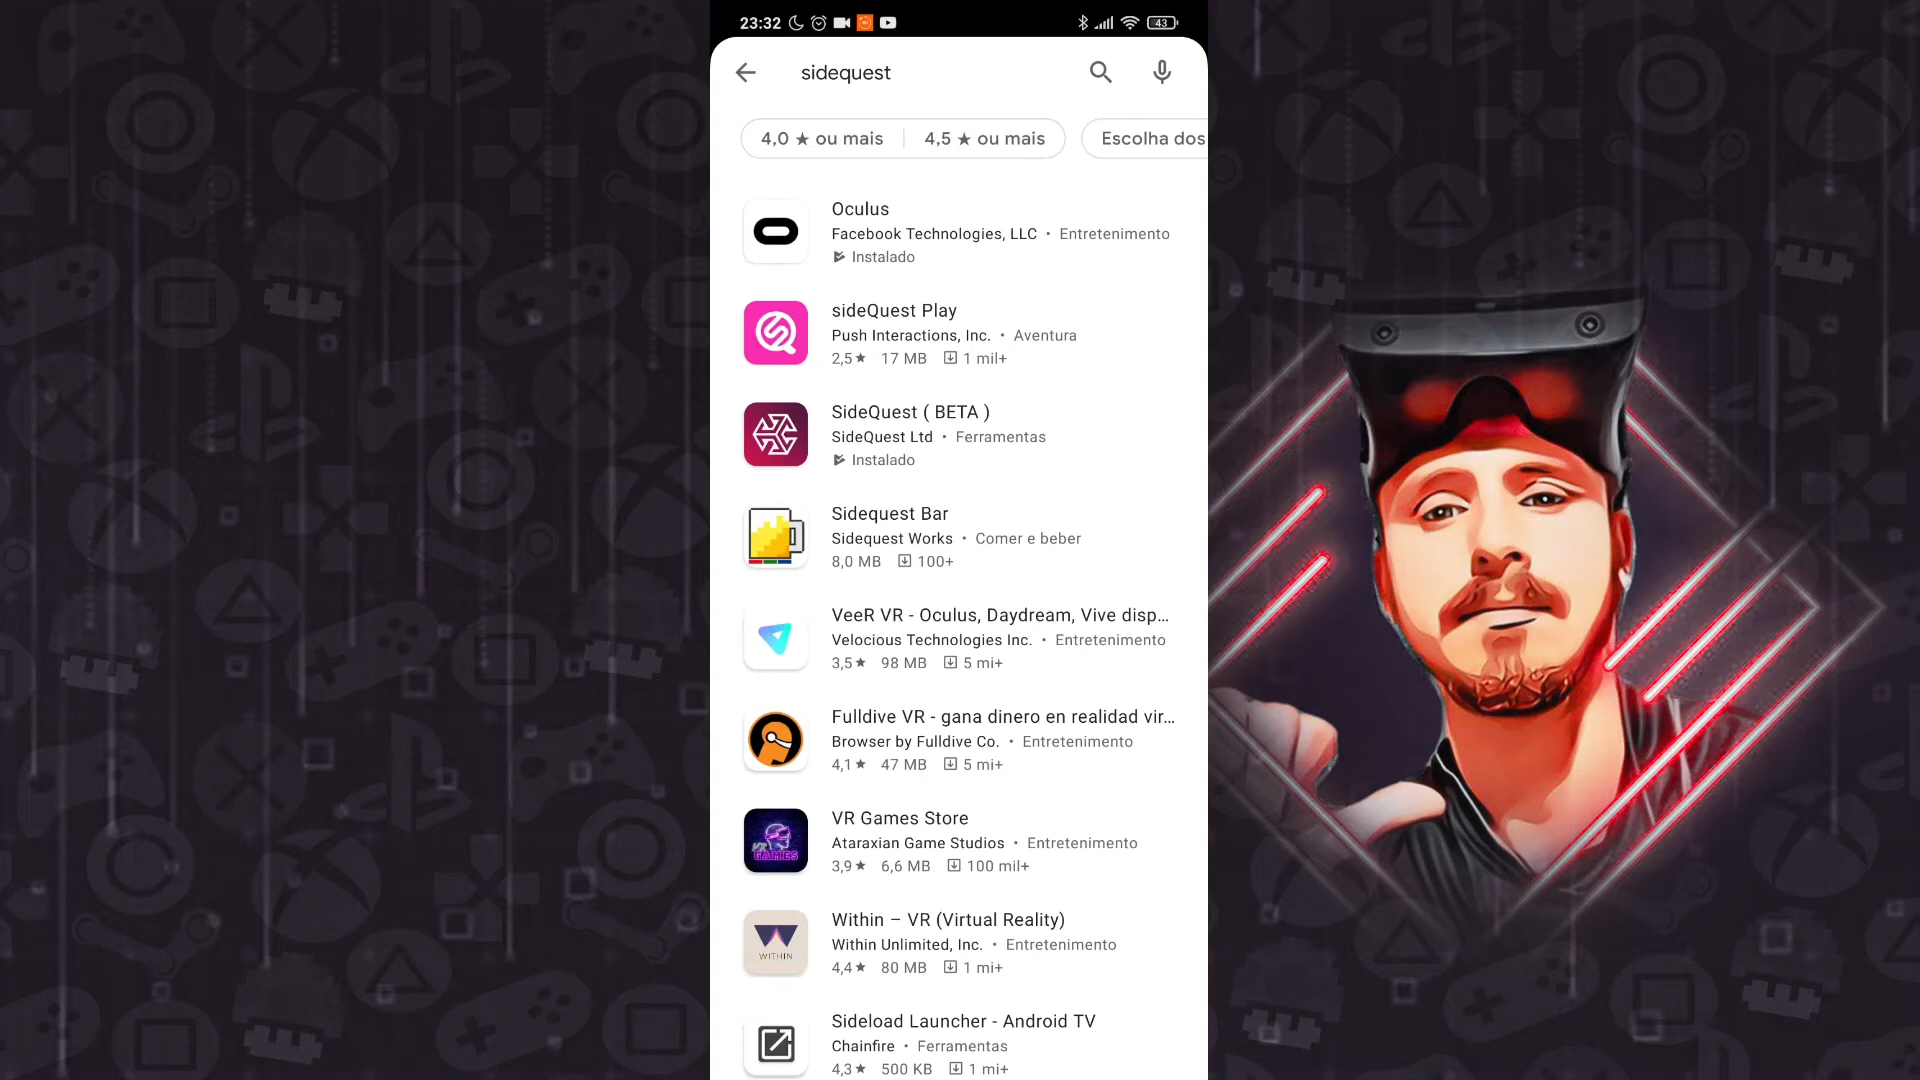 23:32
43
sidequest
4,0 ★ ou mais
4,5 ★ ou mais
Escolha dos
Oculus
Facebook Technologies, LLC • Entretenimento
Instalado
sideQuest Play
Push Interactions, Inc. • Aventura
2,5★ 17 MB 1 mil+
SideQuest ( BETA )
SideQuest Ltd • Ferramentas
Instalado
Sidequest Bar
Sidequest Works • Comer e beber
8,0 MB 100+
VeeR VR - Oculus, Daydream, Vive disp...
Velocious Technologies Inc. • Entretenimento
3,5★ 98 MB 5 mi+
Fulldive VR - gana dinero en realidad vir...
Browser by Fulldive Co. • Entretenimento
4,1★ 47 MB 5 mi+
VR GAMES
VR Games Store
Ataraxian Game Studios • Entretenimento
3,9★ 6,6 MB 100 mil+
WITHIN
Within – VR (Virtual Reality)
Within Unlimited, Inc. • Entretenimento
4,4★ 80 MB 1 mi+
Sideload Launcher - Android TV
Chainfire • Ferramentas
4,3★ 500 KB 1 mi+